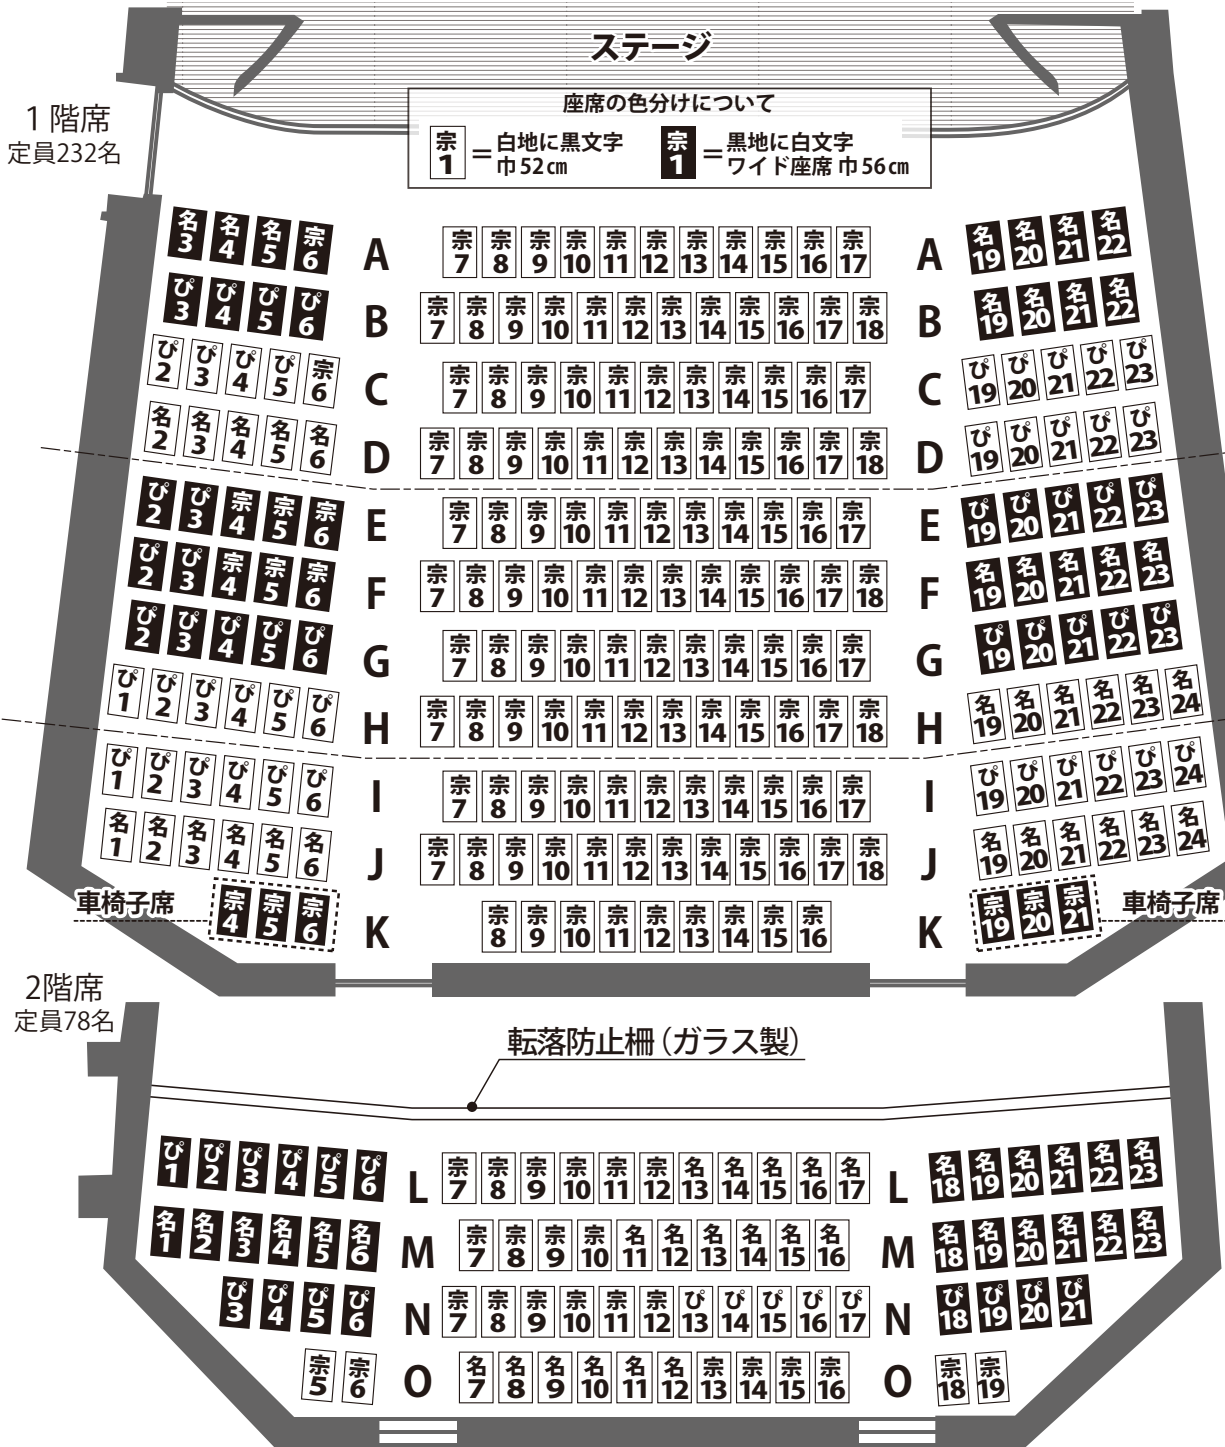 ステージ
1階席
定員232名
座席の色分けについて
宗1＝白地に黒文字 巾52㎝
宗1＝黒地に白文字 ワイド座席 巾56㎝
名3 名4 名5 宗6 A 宗7 宗8 宗9 宗10 宗11 宗12 宗13 宗14 宗15 宗16 宗17 A 名19 名20 名21 名22
ぴ3 ぴ4 ぴ5 ぴ6 B 宗7 宗8 宗9 宗10 宗11 宗12 宗13 宗14 宗15 宗16 宗17 宗18 B 名19 名20 名21 名22
ぴ2 ぴ3 ぴ4 ぴ5 宗6 C 宗7 宗8 宗9 宗10 宗11 宗12 宗13 宗14 宗15 宗16 宗17 C ぴ19 ぴ20 ぴ21 ぴ22 ぴ23
名2 名3 名4 名5 名6 D 宗7 宗8 宗9 宗10 宗11 宗12 宗13 宗14 宗15 宗16 宗17 宗18 D ぴ19 ぴ20 ぴ21 ぴ22 ぴ23
ぴ2 ぴ3 宗4 宗5 宗6 E 宗7 宗8 宗9 宗10 宗11 宗12 宗13 宗14 宗15 宗16 宗17 E ぴ19 ぴ20 ぴ21 ぴ22 ぴ23
ぴ2 ぴ3 宗4 宗5 宗6 F 宗7 宗8 宗9 宗10 宗11 宗12 宗13 宗14 宗15 宗16 宗17 宗18 F 名19 名20 名21 名22 名23
ぴ2 ぴ3 ぴ4 ぴ5 ぴ6 G 宗7 宗8 宗9 宗10 宗11 宗12 宗13 宗14 宗15 宗16 宗17 G ぴ19 ぴ20 ぴ21 ぴ22 ぴ23
ぴ1 ぴ2 ぴ3 ぴ4 ぴ5 ぴ6 H 宗7 宗8 宗9 宗10 宗11 宗12 宗13 宗14 宗15 宗16 宗17 宗18 H 名19 名20 名21 名22 名23 名24
ぴ1 ぴ2 ぴ3 ぴ4 ぴ5 ぴ6 I 宗7 宗8 宗9 宗10 宗11 宗12 宗13 宗14 宗15 宗16 宗17 I ぴ19 ぴ20 ぴ21 ぴ22 ぴ23 ぴ24
名1 名2 名3 名4 名5 名6 J 宗7 宗8 宗9 宗10 宗11 宗12 宗13 宗14 宗15 宗16 宗17 宗18 J 名19 名20 名21 名22 名23 名24
車椅子席 宗4 宗5 宗6 K 宗8 宗9 宗10 宗11 宗12 宗13 宗14 宗15 宗16 K 宗19 宗20 宗21 車椅子席
2階席
定員78名
転落防止柵（ガラス製）
ぴ1 ぴ2 ぴ3 ぴ4 ぴ5 ぴ6 L 宗7 宗8 宗9 宗10 宗11 宗12 名13 名14 名15 名16 名17 L 名18 名19 名20 名21 名22 名23
名1 名2 名3 名4 名5 名6 M 宗7 宗8 宗9 宗10 名11 名12 名13 名14 名15 名16 M 名18 名19 名20 名21 名22 名23
ぴ3 ぴ4 ぴ5 ぴ6 N 宗7 宗8 宗9 宗10 宗11 宗12 ぴ13 ぴ14 ぴ15 ぴ16 ぴ17 N ぴ18 ぴ19 ぴ20 ぴ21
宗5 宗6 O 名7 名8 名9 名10 名11 名12 宗13 宗14 宗15 宗16 O 宗18 宗19